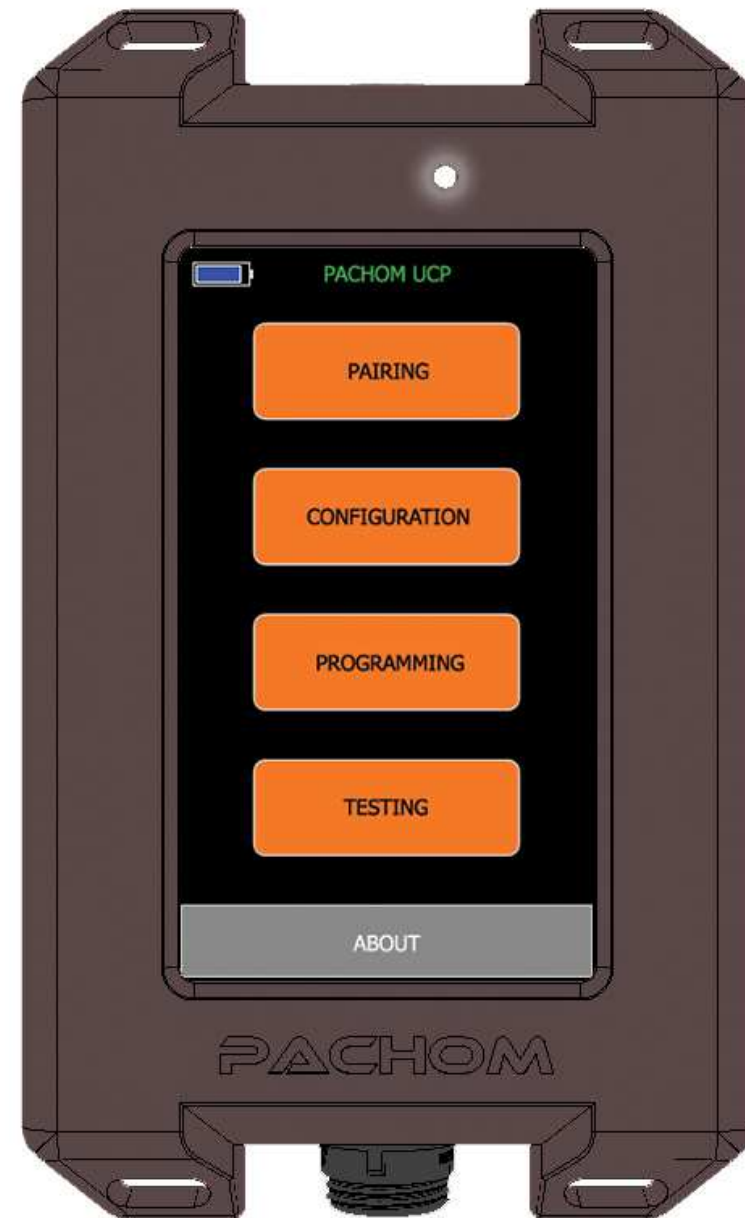 PACHOM UCP
PAIRING
CONFIGURATION
PROGRAMMING
TESTING
ABOUT
PACHOM